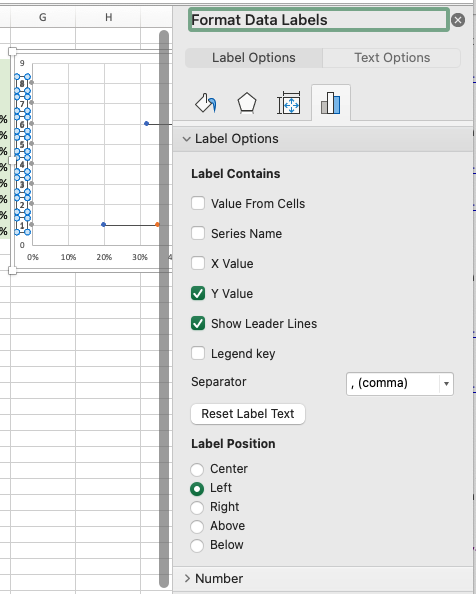 Format Data Labels
G H
Label Options Text Options
Label Options
Label Contains
Value From Cells
Series Name
X Value
Y Value
Show Leader Lines
Legend key
Separator , (comma)
Reset Label Text
Label Position
Center
Left
Right
Above
Below
Number
9
8
7
6
5
4
3
2
1
0
0% 10% 20% 30% 4
%
%
%
%
%
%
%
%